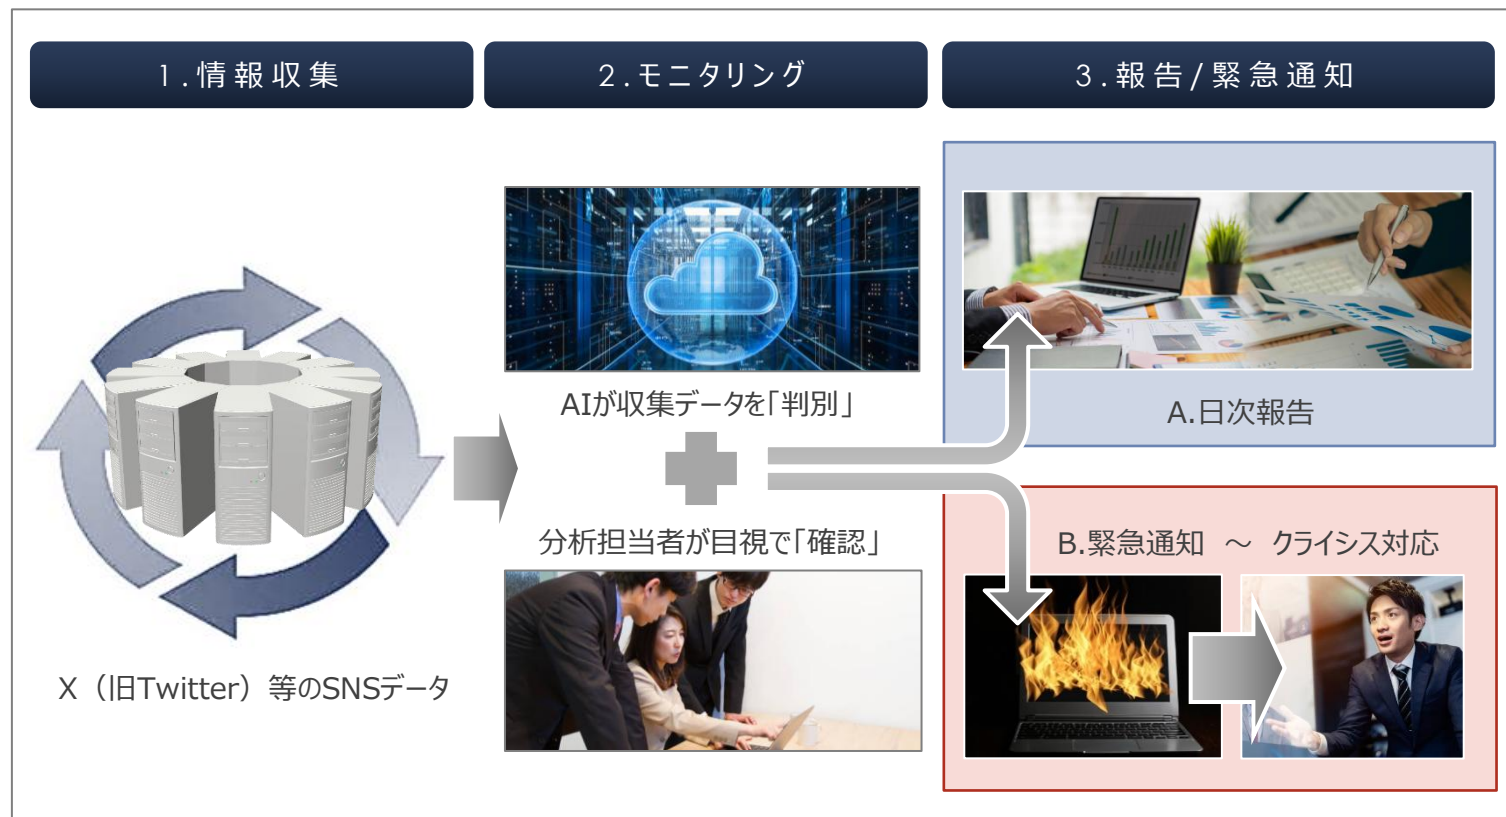 1.情報収集
2.モニタリング
3.報告/緊急通知
AIが収集データを「判別」
分析担当者が目視で「確認」
X（旧Twitter）等のSNSデータ
A.日次報告
B.緊急通知 ～ クライシス対応